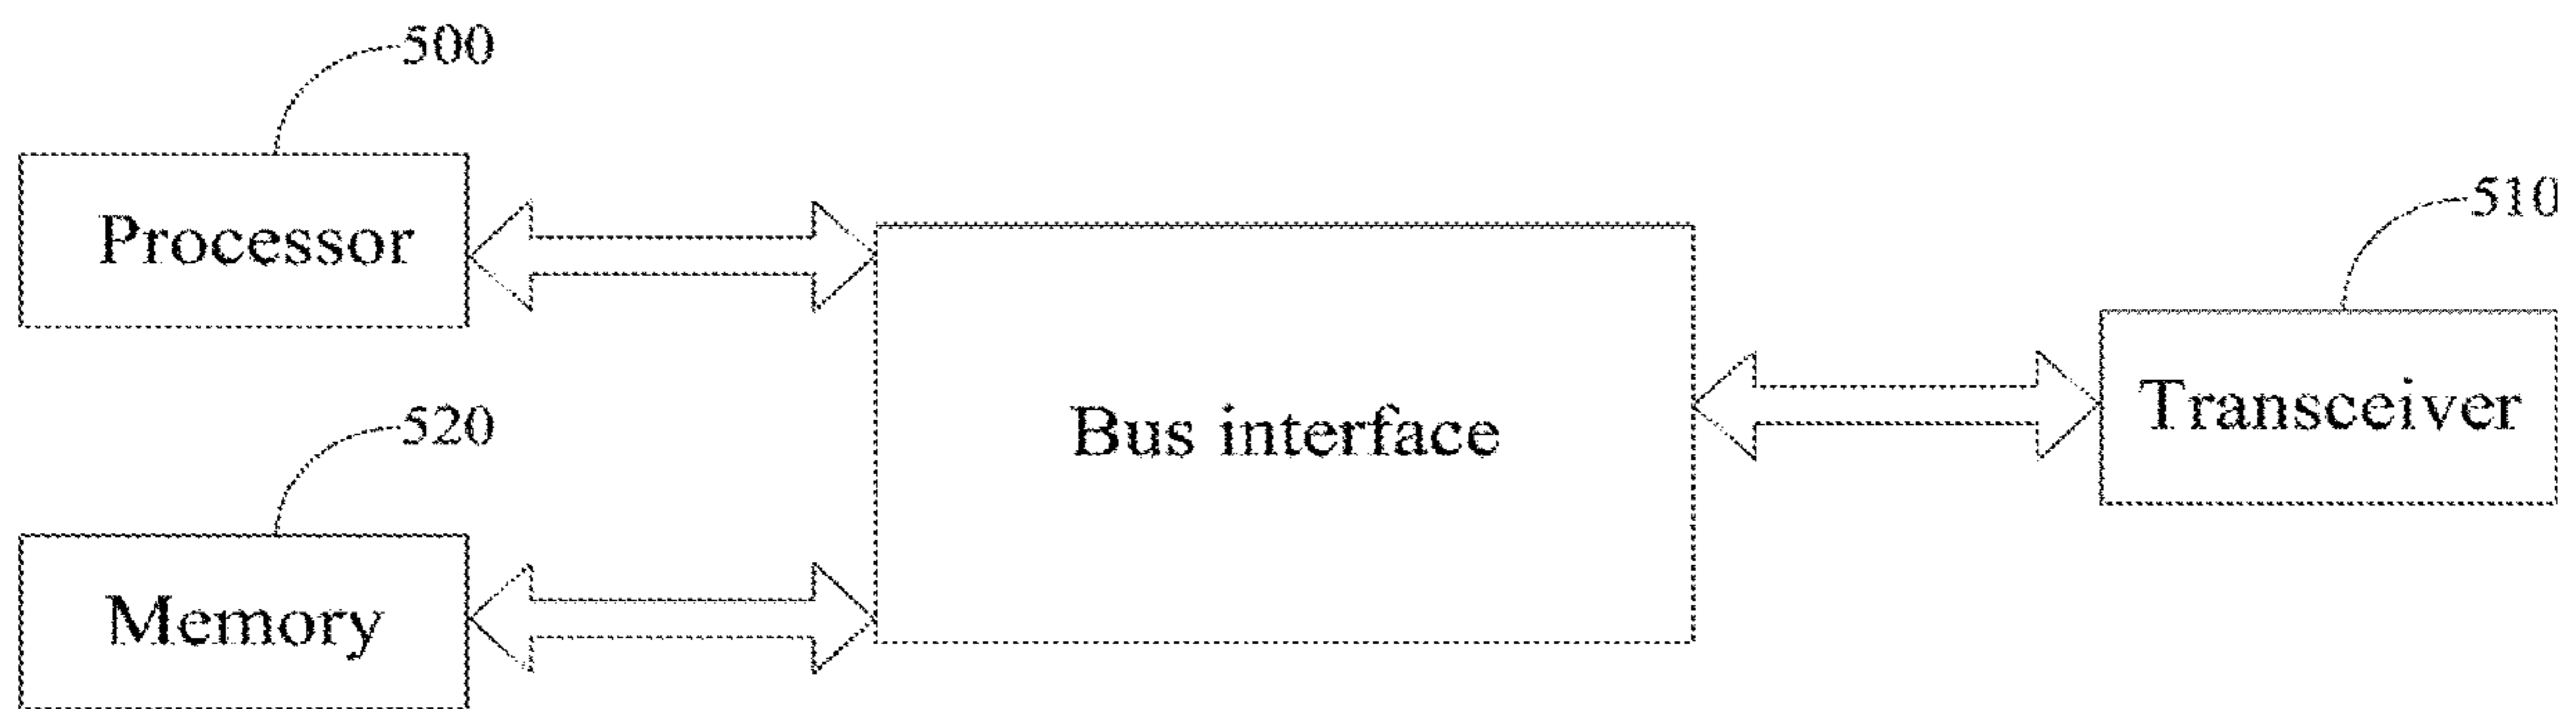 500
Processor
510
Bus interface
Transceiver
520
Memory